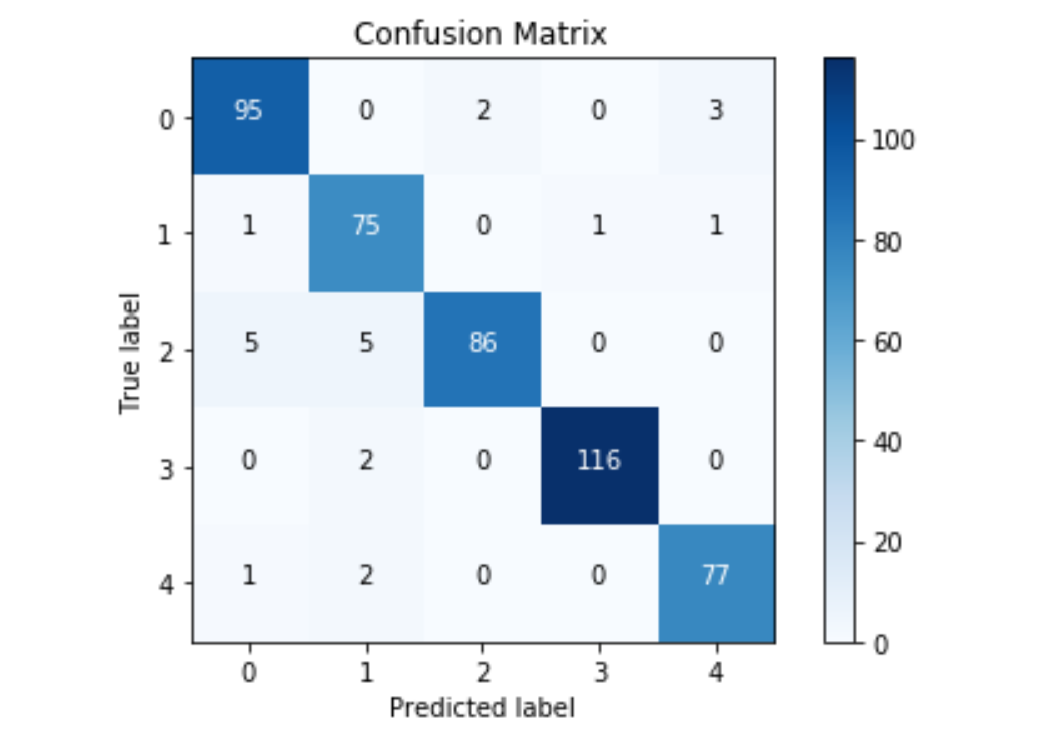 Confusion Matrix
0 95 0 2 0 3
1 1 75 0 1 1
2 5 5 86 0 0
3 0 2 0 116 0
4 1 2 0 0 77
0 1 2 3 4
True label
Predicted label
100
80
60
40
20
0